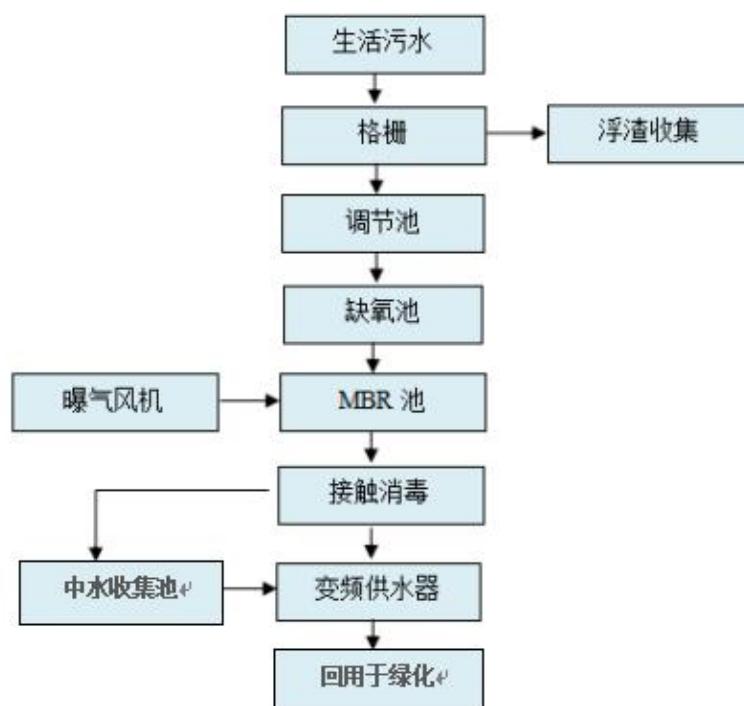 生活污水
格栅
浮渣收集
调节池
缺氧池
曝气风机
MBR 池
接触消毒
中水收集池
变频供水器
回用于绿化